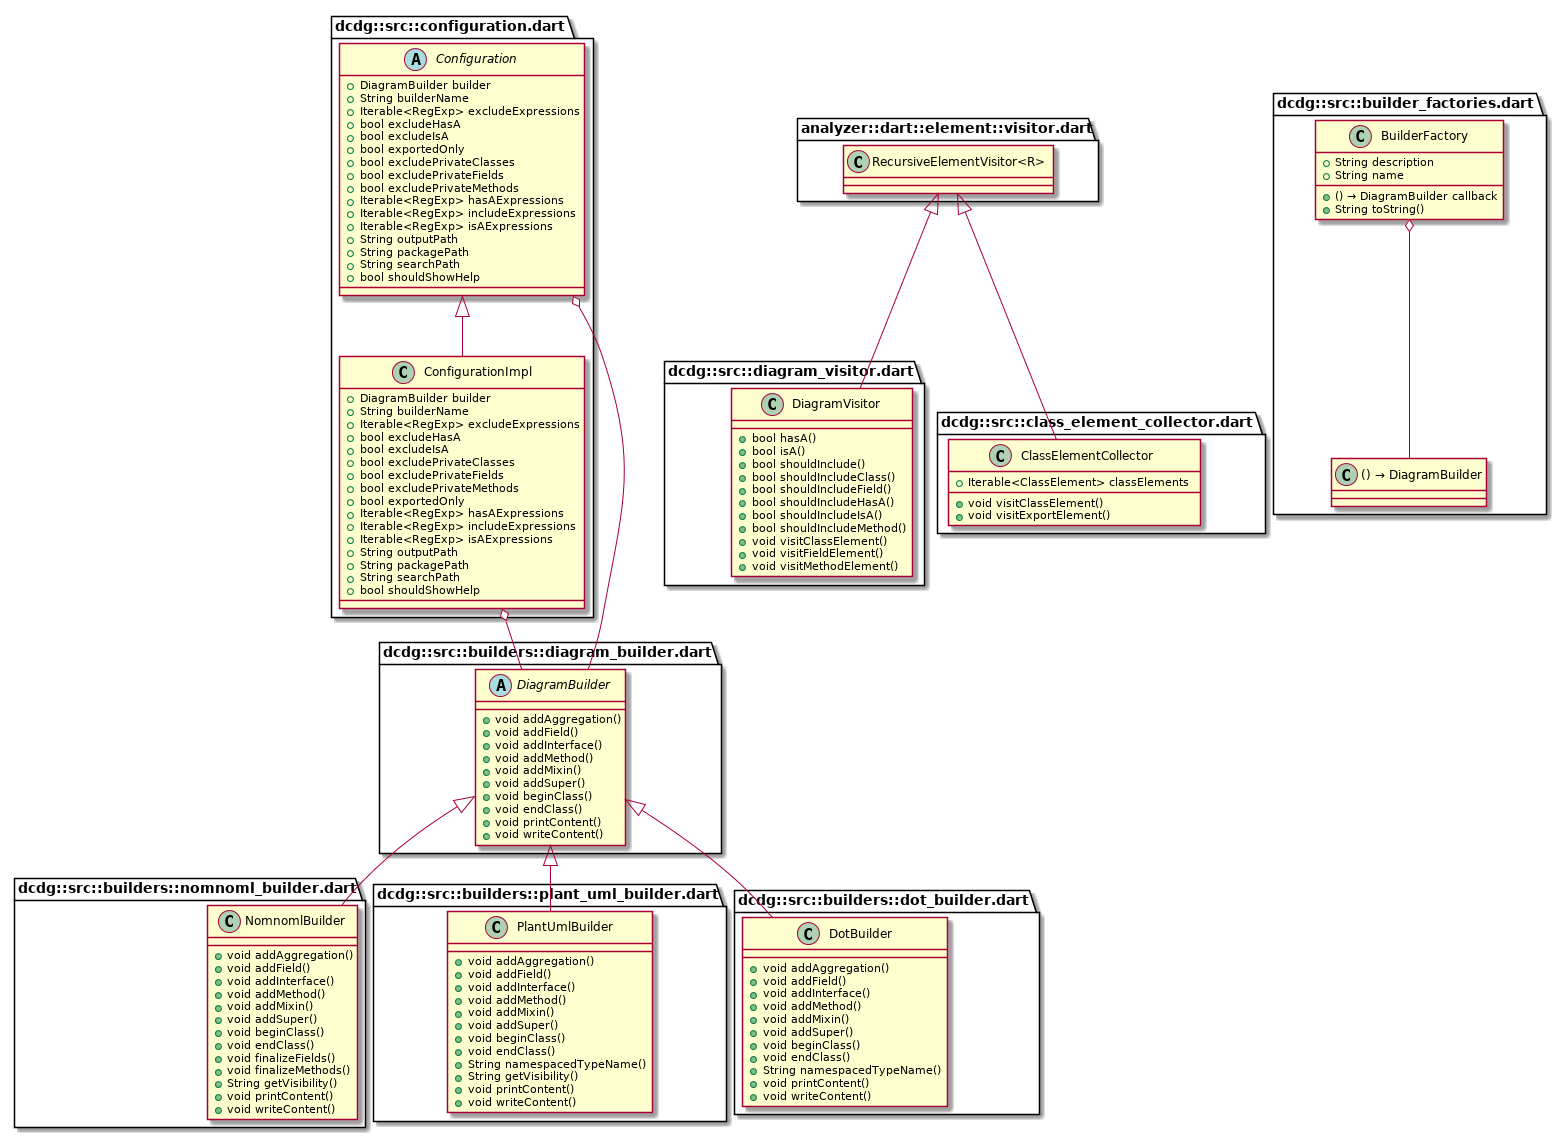 dcdg::src::configuration.dart
A Configuration
DiagramBuilder builder
String builderName
Iterable<RegExp> excludeExpressions
bool excludeHasA
bool excludeIsA
bool exportedOnly
bool excludePrivateClasses
bool excludePrivateFields
bool excludePrivateMethods
Iterable<RegExp> hasAExpressions
Iterable<RegExp> includeExpressions
Iterable<RegExp> isAExpressions
String outputPath
String packagePath
String searchPath
bool shouldShowHelp
C ConfigurationImpl
DiagramBuilder builder
String builderName
Iterable<RegExp> excludeExpressions
bool excludeHasA
bool excludeIsA
bool excludePrivateClasses
bool excludePrivateFields
bool excludePrivateMethods
bool exportedOnly
Iterable<RegExp> hasAExpressions
Iterable<RegExp> includeExpressions
Iterable<RegExp> isAExpressions
String outputPath
String packagePath
String searchPath
bool shouldShowHelp
analyzer::dart::element::visitor.dart
C RecursiveElementVisitor<R>
dcdg::src::builder_factories.dart
C BuilderFactory
String description
String name
() → DiagramBuilder callback
String toString()
C () → DiagramBuilder
dcdg::src::diagram_visitor.dart
C DiagramVisitor
bool hasA()
bool isA()
bool shouldInclude()
bool shouldIncludeClass()
bool shouldIncludeField()
bool shouldIncludeHasA()
bool shouldIncludeIsA()
bool shouldIncludeMethod()
void visitClassElement()
void visitFieldElement()
void visitMethodElement()
dcdg::src::class_element_collector.dart
C ClassElementCollector
Iterable<ClassElement> classElements
void visitClassElement()
void visitExportElement()
dcdg::src::builders::diagram_builder.dart
A DiagramBuilder
void addAggregation()
void addField()
void addInterface()
void addMethod()
void addMixin()
void addSuper()
void beginClass()
void endClass()
void printContent()
void writeContent()
dcdg::src::builders::nomnoml_builder.dart
C NomnomlBuilder
void addAggregation()
void addField()
void addInterface()
void addMethod()
void addMixin()
void addSuper()
void beginClass()
void endClass()
void finalizeFields()
void finalizeMethods()
String getVisibility()
void printContent()
void writeContent()
dcdg::src::builders::plant_uml_builder.dart
C PlantUmlBuilder
void addAggregation()
void addField()
void addInterface()
void addMethod()
void addMixin()
void addSuper()
void beginClass()
void endClass()
String namespacedTypeName()
String getVisibility()
void printContent()
void writeContent()
dcdg::src::builders::dot_builder.dart
C DotBuilder
void addAggregation()
void addField()
void addInterface()
void addMethod()
void addMixin()
void addSuper()
void beginClass()
void endClass()
String namespacedTypeName()
void printContent()
void writeContent()